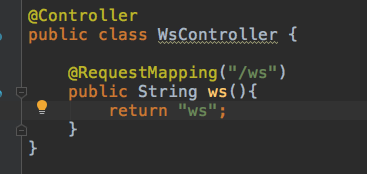 @Controller
public class WsController {
@RequestMapping("/ws")
public String ws(){
return "ws";
}
}